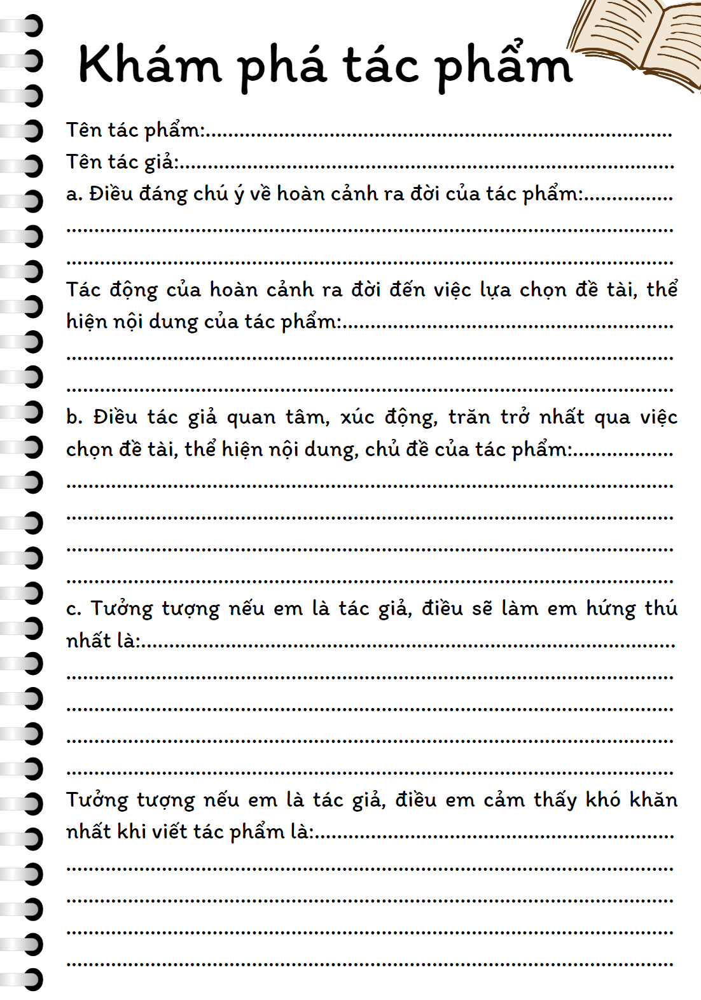 Khám phá tác phẩm
Tên tác phẩm:....................................................................................
Tên tác giả:.........................................................................................
a. Điều đáng chú ý về hoàn cảnh ra đời của tác phẩm:................
.............................................................................................................
.............................................................................................................
Tác động của hoàn cảnh ra đời đến việc lựa chọn đề tài, thể
hiện nội dung của tác phẩm:...........................................................
.............................................................................................................
.............................................................................................................
b. Điều tác giả quan tâm, xúc động, trăn trở nhất qua việc
chọn đề tài, thể hiện nội dung, chủ đề của tác phẩm:..................
.............................................................................................................
.............................................................................................................
.............................................................................................................
.............................................................................................................
c. Tưởng tượng nếu em là tác giả, điều sẽ làm em hứng thú
nhất là:................................................................................................
.............................................................................................................
.............................................................................................................
.............................................................................................................
.............................................................................................................
Tưởng tượng nếu em là tác giả, điều em cảm thấy khó khăn
nhất khi viết tác phẩm là:................................................................
.............................................................................................................
.............................................................................................................
.............................................................................................................
.............................................................................................................